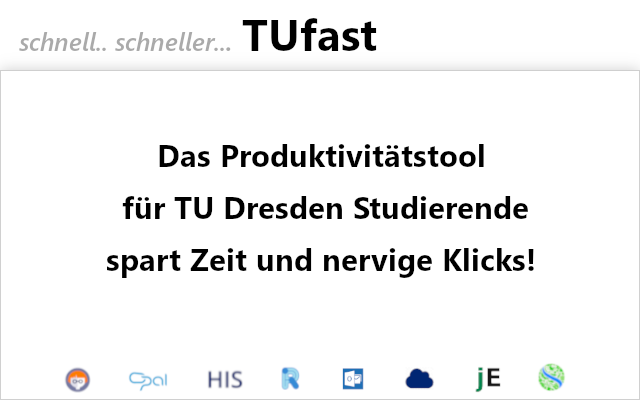 schnell.. schneller... TUfast
Das Produktivitätstool
für TU Dresden Studierende
spart Zeit und nervige Klicks!
Opal HIS R jE